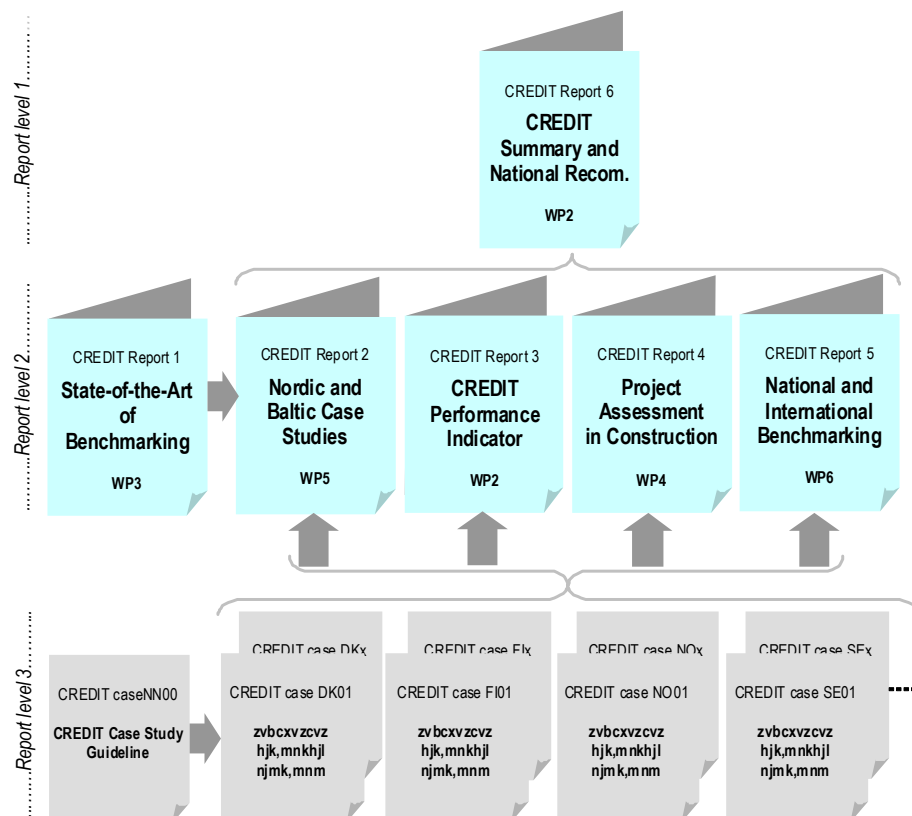 Report level 1
CREDIT Report 6
CREDIT
Summary and
National Recom.
WP2
Report level 2
CREDIT Report 1
State-of-the-Art
of
Benchmarking
WP3
CREDIT Report 2
Nordic and
Baltic Case
Studies
WP5
CREDIT Report 3
CREDIT
Performance
Indicator
WP2
CREDIT Report 4
Project
Assessment
in Construction
WP4
CREDIT Report 5
National and
International
Benchmarking
WP6
Report level 3
CREDIT caseNN00
CREDIT Case Study
Guideline
CREDIT case DKx
CREDIT case DK01
zvbcxvzcvz
hjk,mnkhjl
njmk,mnm
CREDIT case FIx
CREDIT case FI01
zvbcxvzcvz
hjk,mnkhjl
njmk,mnm
CREDIT case NOx
CREDIT case NO01
zvbcxvzcvz
hjk,mnkhjl
njmk,mnm
CREDIT case SEx
CREDIT case SE01
zvbcxvzcvz
hjk,mnkhjl
njmk,mnm